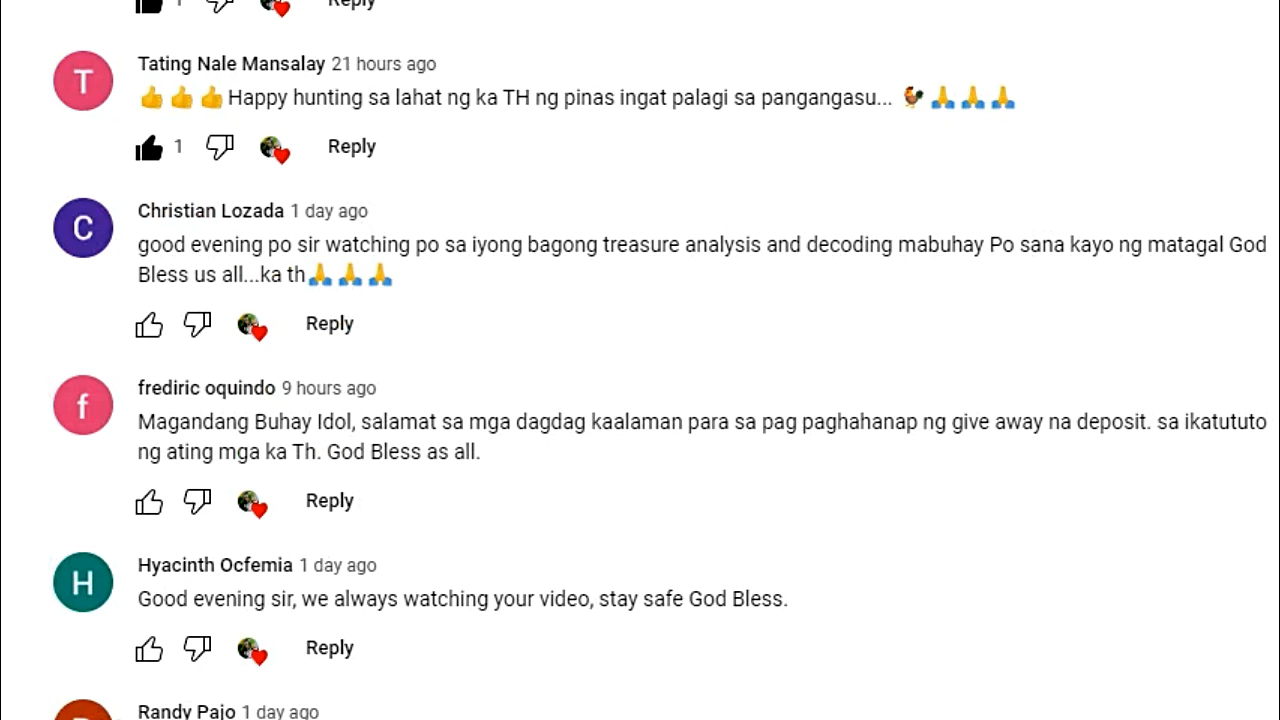 1 Reply
T Tating Nale Mansalay 21 hours ago
👍👍👍Happy hunting sa lahat ng ka TH ng pinas ingat palagi sa pangangasu... 🐓🙏🙏🙏
1 Reply
C Christian Lozada 1 day ago
good evening po sir watching po sa iyong bagong treasure analysis and decoding mabuhay Po sana kayo ng matagal God
Bless us all...ka th🙏🙏🙏
Reply
f frediric oquindo 9 hours ago
Magandang Buhay Idol, salamat sa mga dagdag kaalaman para sa pag paghahanap ng give away na deposit. sa ikatututo
ng ating mga ka Th. God Bless as all.
Reply
H Hyacinth Ocfemia 1 day ago
Good evening sir, we always watching your video, stay safe God Bless.
Reply
Randy Pajo 1 day ago